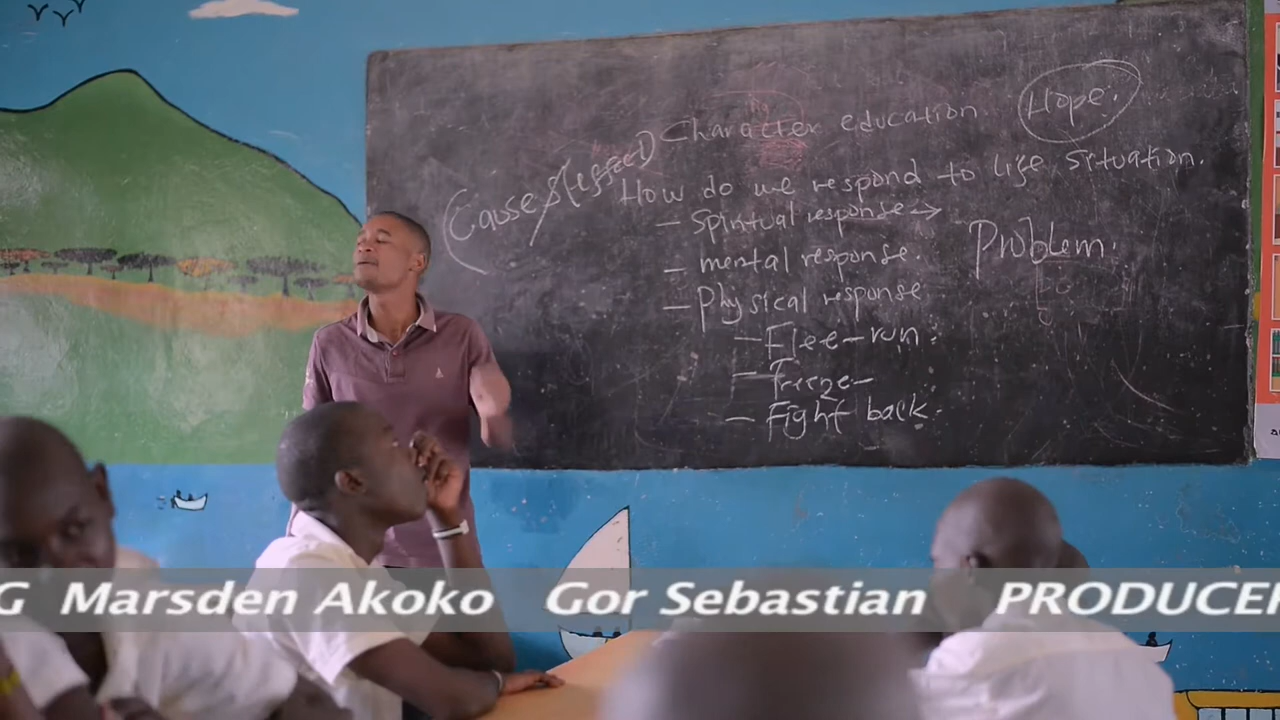 Character education. Hope.
(Cause & effect)
How do we respond to life situation.
- Spiritual response →
- mental response.
Problem.
- Physical response
- Flee-run.
- Freeze-
- Fight back.
G Marsden Akoko Gor Sebastian PRODUCER